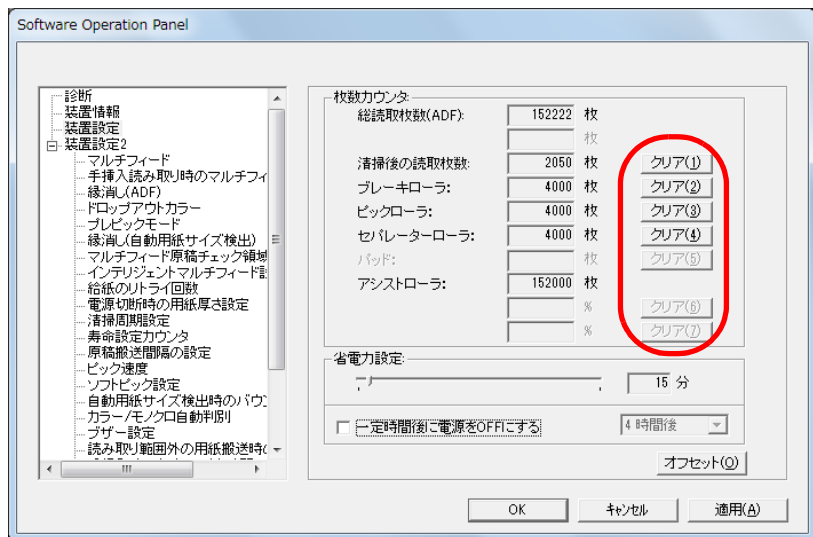 Software Operation Panel
診断
装置情報
装置設定
装置設定2
マルチフィード
手挿入読み取り時のマルチフィ
縁消し(ADF)
ドロップアウトカラー
プレピックモード
縁消し(自動用紙サイズ検出)
マルチフィード原稿チェック領域
インテリジェントマルチフィード
給紙のリトライ回数
電源切断時の用紙厚さ設定
清掃周期設定
寿命設定カウンタ
原稿搬送間隔の設定
ピック速度
ソフトピック設定
自動用紙サイズ検出時のバウ
カラー/モノクロ自動判別
ブザー設定
読み取り範囲外の用紙搬送時
枚数カウンタ:
総読取枚数(ADF): 152222 枚
枚
清掃後の読取枚数: 2050 枚 クリア(1)
ブレーキローラ: 4000 枚 クリア(2)
ピックローラ: 4000 枚 クリア(3)
セパレーターローラ: 4000 枚 クリア(4)
パッド: 枚 クリア(5)
アシストローラ: 152000 枚
% クリア(6)
% クリア(7)
省電力設定:
15 分
一定時間後に電源をOFFにする 4 時間後
オフセット(O)
OK キャンセル 適用(A)